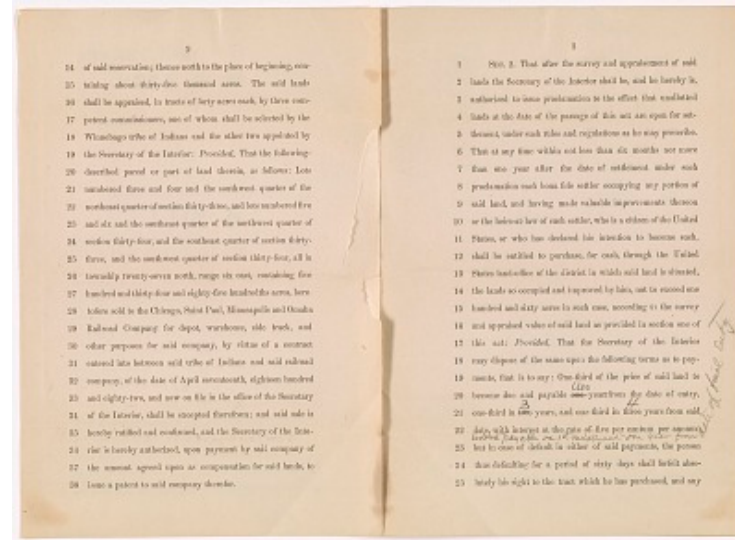 2
14 of said reservation; thence north to the place of beginning, con-
15 taining about thirty-five thousand acres. The said lands
16 shall be appraised, in tracts of forty acres each, by three com-
17 petent commissioners, one of whom shall be selected by the
18 Winnebago tribe of Indians and the other two appointed by
19 the Secretary of the Interior: Provided, That the following-
20 described parcel or part of land therein, as follows: Lots
21 numbered three and four and the southwest quarter of the
22 northeast quarter of section thirty-three, and lots numbered five
23 and six and the southeast quarter of the northwest quarter of
24 section thirty-four, and the southeast quarter of section thirty-
25 three, and the southwest quarter of section thirty-four, all in
26 township twenty-seven north, range six east, containing five
27 hundred and thirty-four and eighty-five hundredths acres, here-
28 tofore sold to the Chicago, Saint Paul, Minneapolis and Omaha
29 Railroad Company for depot, warehouse, side track, and
30 other purposes for said company, by virtue of a contract
31 entered into between said tribe of Indians and said railroad
32 company, of the date of April seventeenth, eighteen hundred
33 and eighty-two, and now on file in the office of the Secretary
34 of the Interior, shall be excepted therefrom; and said sale is
35 hereby ratified and confirmed, and the Secretary of the Inte-
36 rior is hereby authorized, upon payment by said company of
37 the amount agreed upon as compensation for said lands, to
38 issue a patent to said company therefor.
3
1 SEC. 2. That after the survey and appraisement of said
2 lands the Secretary of the Interior shall be, and he hereby is,
3 authorized to issue proclamation to the effect that unallotted
4 lands at the date of the passage of this act are open for set-
5 tlement, under such rules and regulations as he may prescribe.
6 That at any time within not less than six months nor more
7 than one year after the date of settlement under such
8 proclamation each bona fide settler occupying any portion of
9 said land, and having made valuable improvements thereon
10 or the heirs-at-law of such settler, who is a citizen of the United
11 States, or who has declared his intention to become such,
12 shall be entitled to purchase, for cash, through the United
13 States land-office of the district in which said land is situated,
14 the lands so occupied and improved by him, not to exceed one
15 hundred and sixty acres in each case, according to the survey
16 and appraised value of said land as provided in section one of
17 this act: Provided, That the Secretary of the Interior
18 may dispose of the same upon the following terms as to pay-
19 ments, that is to say: One-third of the price of said land to
20 become due and payable one year from the date of entry,
3 4
21 one-third in two years, and one-third in three years from said
22 date, with interest at the rate of five per centum per annum;
23 but in case of default in either of said payments, the person
24 thus defaulting for a period of sixty days shall forfeit abso-
25 lutely his right to the tract which he has purchased, and any